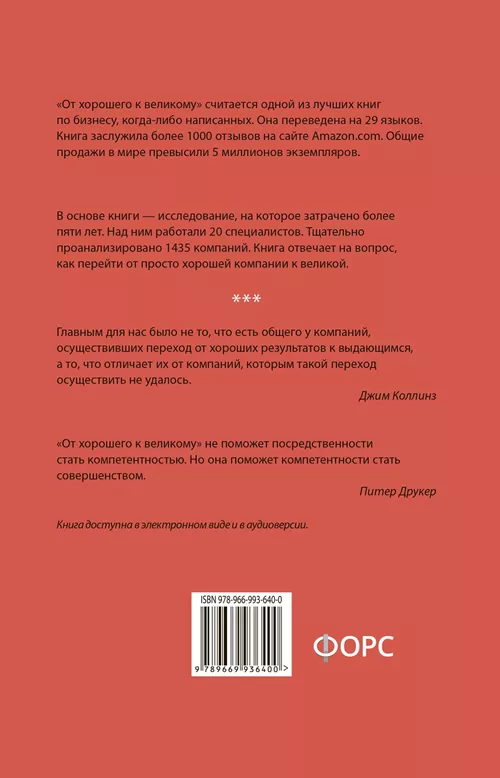 «От хорошего к великому» считается одной из лучших книг
по бизнесу, когда-либо написанных. Она переведена на 29 языков.
Книга заслужила более 1000 отзывов на сайте Amazon.com. Общие
продажи в мире превысили 5 миллионов экземпляров.
В основе книги — исследование, на которое затрачено более
пяти лет. Над ним работали 20 специалистов. Тщательно
проанализировано 1435 компаний. Книга отвечает на вопрос,
как перейти от просто хорошей компании к великой.
***
Главным для нас было не то, что есть общего у компаний,
осуществивших переход от хороших результатов к выдающимся,
а то, что отличает их от компаний, которым такой переход
осуществить не удалось.
Джим Коллинз
«От хорошего к великому» не поможет посредственности
стать компетентностью. Но она поможет компетентности стать
совершенством.
Питер Друкер
Книга доступна в электронном виде и в аудиоверсии.
ISBN 978-966-993-640-0
9 789669 936400 >
ФОРС